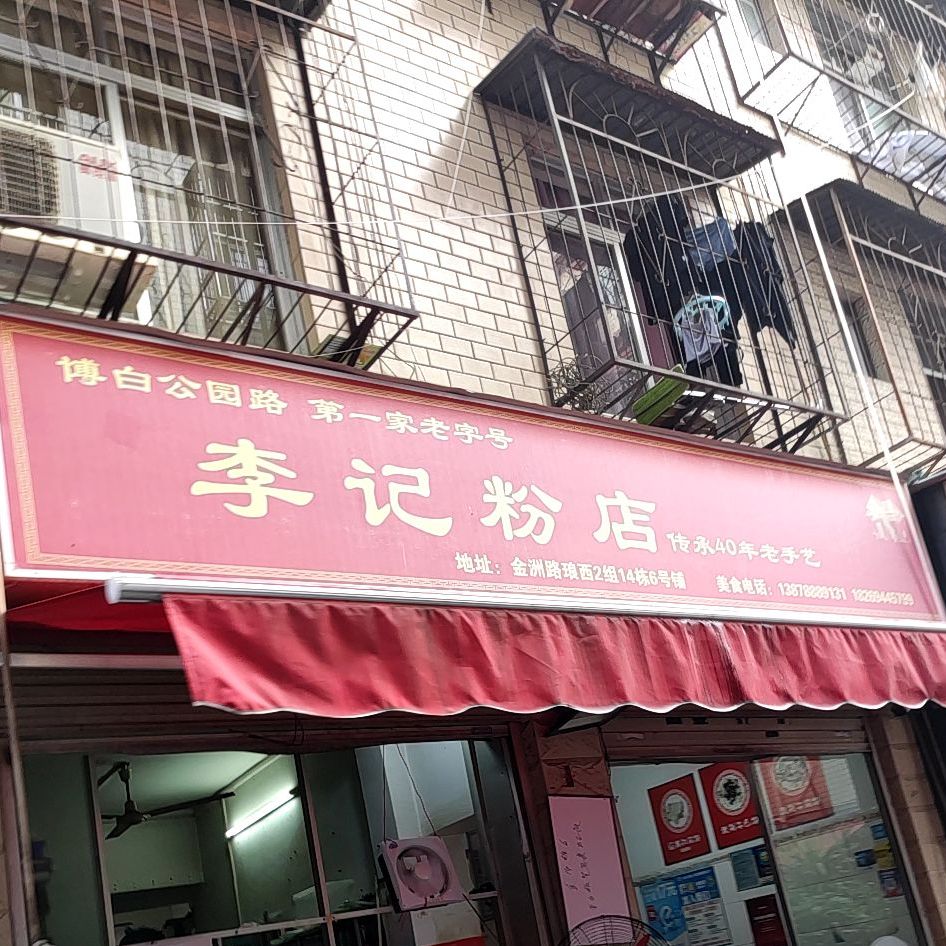 博白公园路 第一家老字号
李记粉店 传承40年老手艺
地址：金洲路琅西2组14栋6号铺 美食电话：13878889131 18269445799